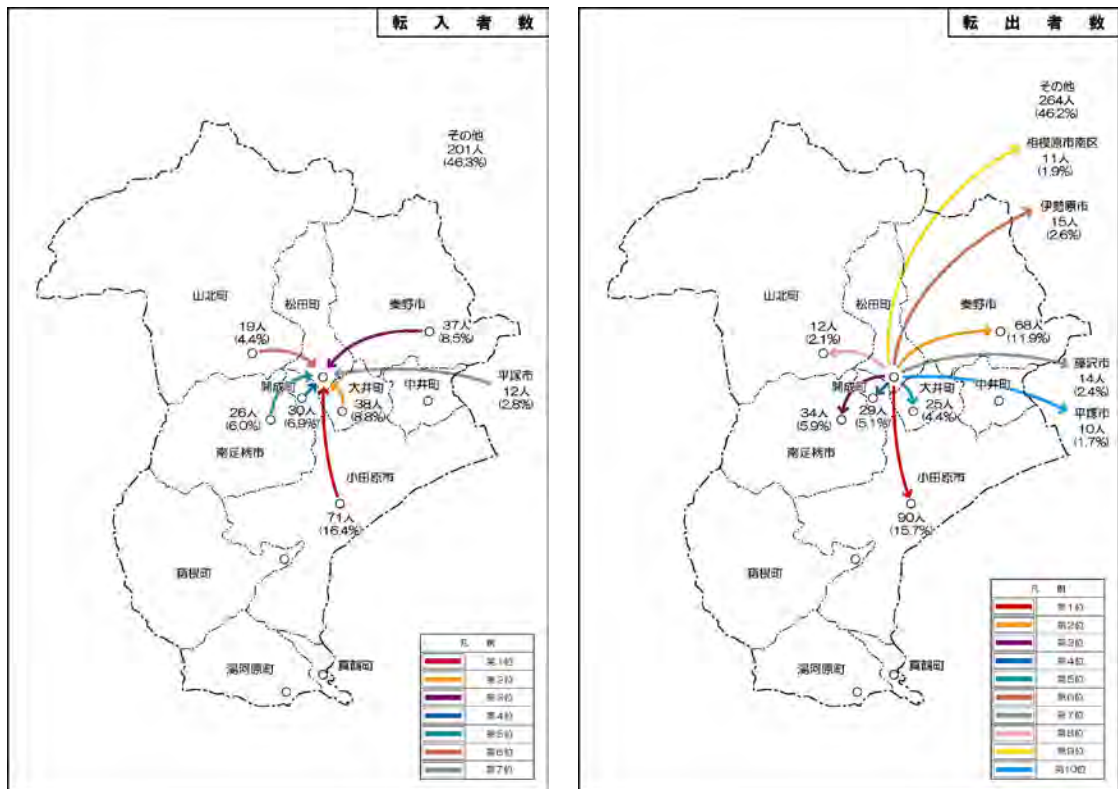 転入者数
その他
201人
(46.3%)
山北町
松田町
秦野市
19人
(4.4%)
37人
(8.5%)
開成町
大井町
中井町
平塚市
12人
(2.8%)
26人
(6.0%)
30人
(6.9%)
38人
(8.8%)
南足柄市
小田原市
71人
(16.4%)
箱根町
湯河原町
真鶴町
凡例
第1位
第2位
第3位
第4位
第5位
第6位
第7位
転出者数
その他
264人
(46.2%)
相模原市南区
11人
(1.9%)
伊勢原市
15人
(2.6%)
山北町
松田町
秦野市
12人
(2.1%)
68人
(11.9%)
藤沢市
14人
(2.4%)
開成町
大井町
中井町
34人
(5.9%)
29人
(5.1%)
25人
(4.4%)
平塚市
10人
(1.7%)
南足柄市
小田原市
90人
(15.7%)
箱根町
湯河原町
真鶴町
凡例
第1位
第2位
第3位
第4位
第5位
第6位
第7位
第8位
第9位
第10位